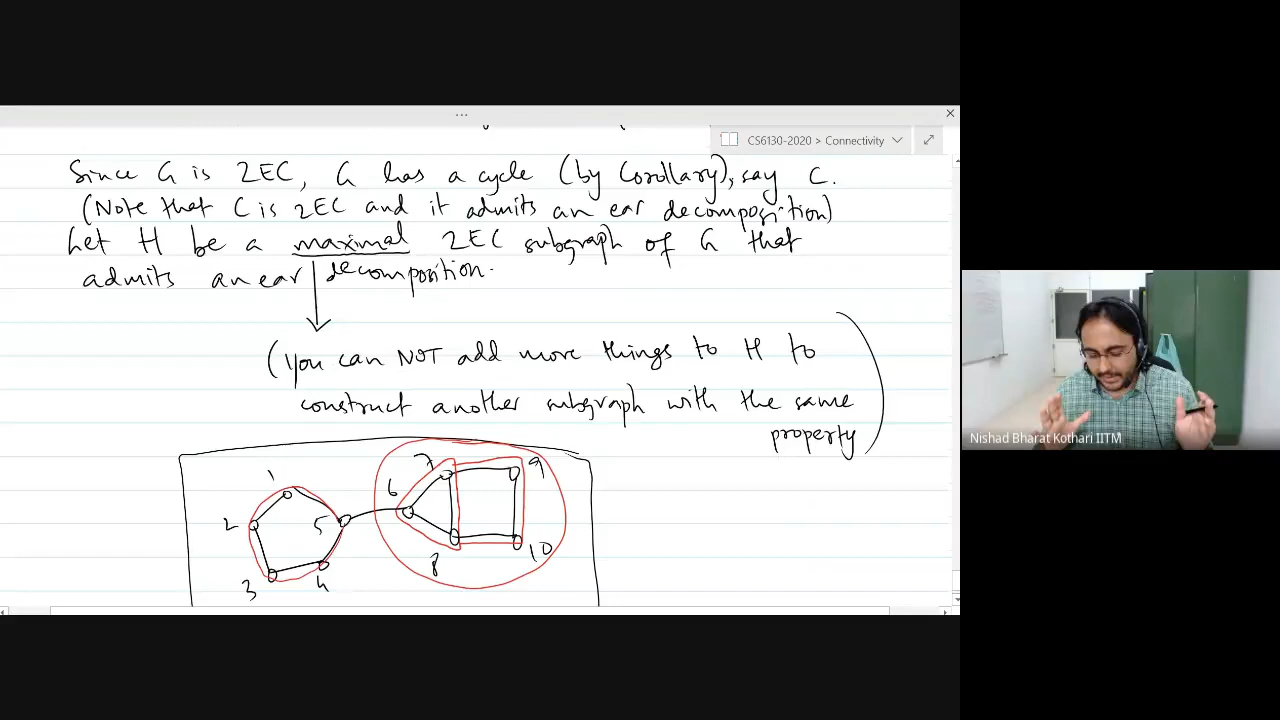 CS6130-2020 > Connectivity
Since G is 2EC, G has a cycle (by Corollary), say C.
(Note that C is 2EC and it admits an ear decomposition)
Let H be a maximal 2EC subgraph of G that
admits an ear decomposition.
(you can NOT add more things to H to
construct another subgraph with the same
property)
1
2
3
4
5
6
7
8
9
10
Nishad Bharat Kothari IITM